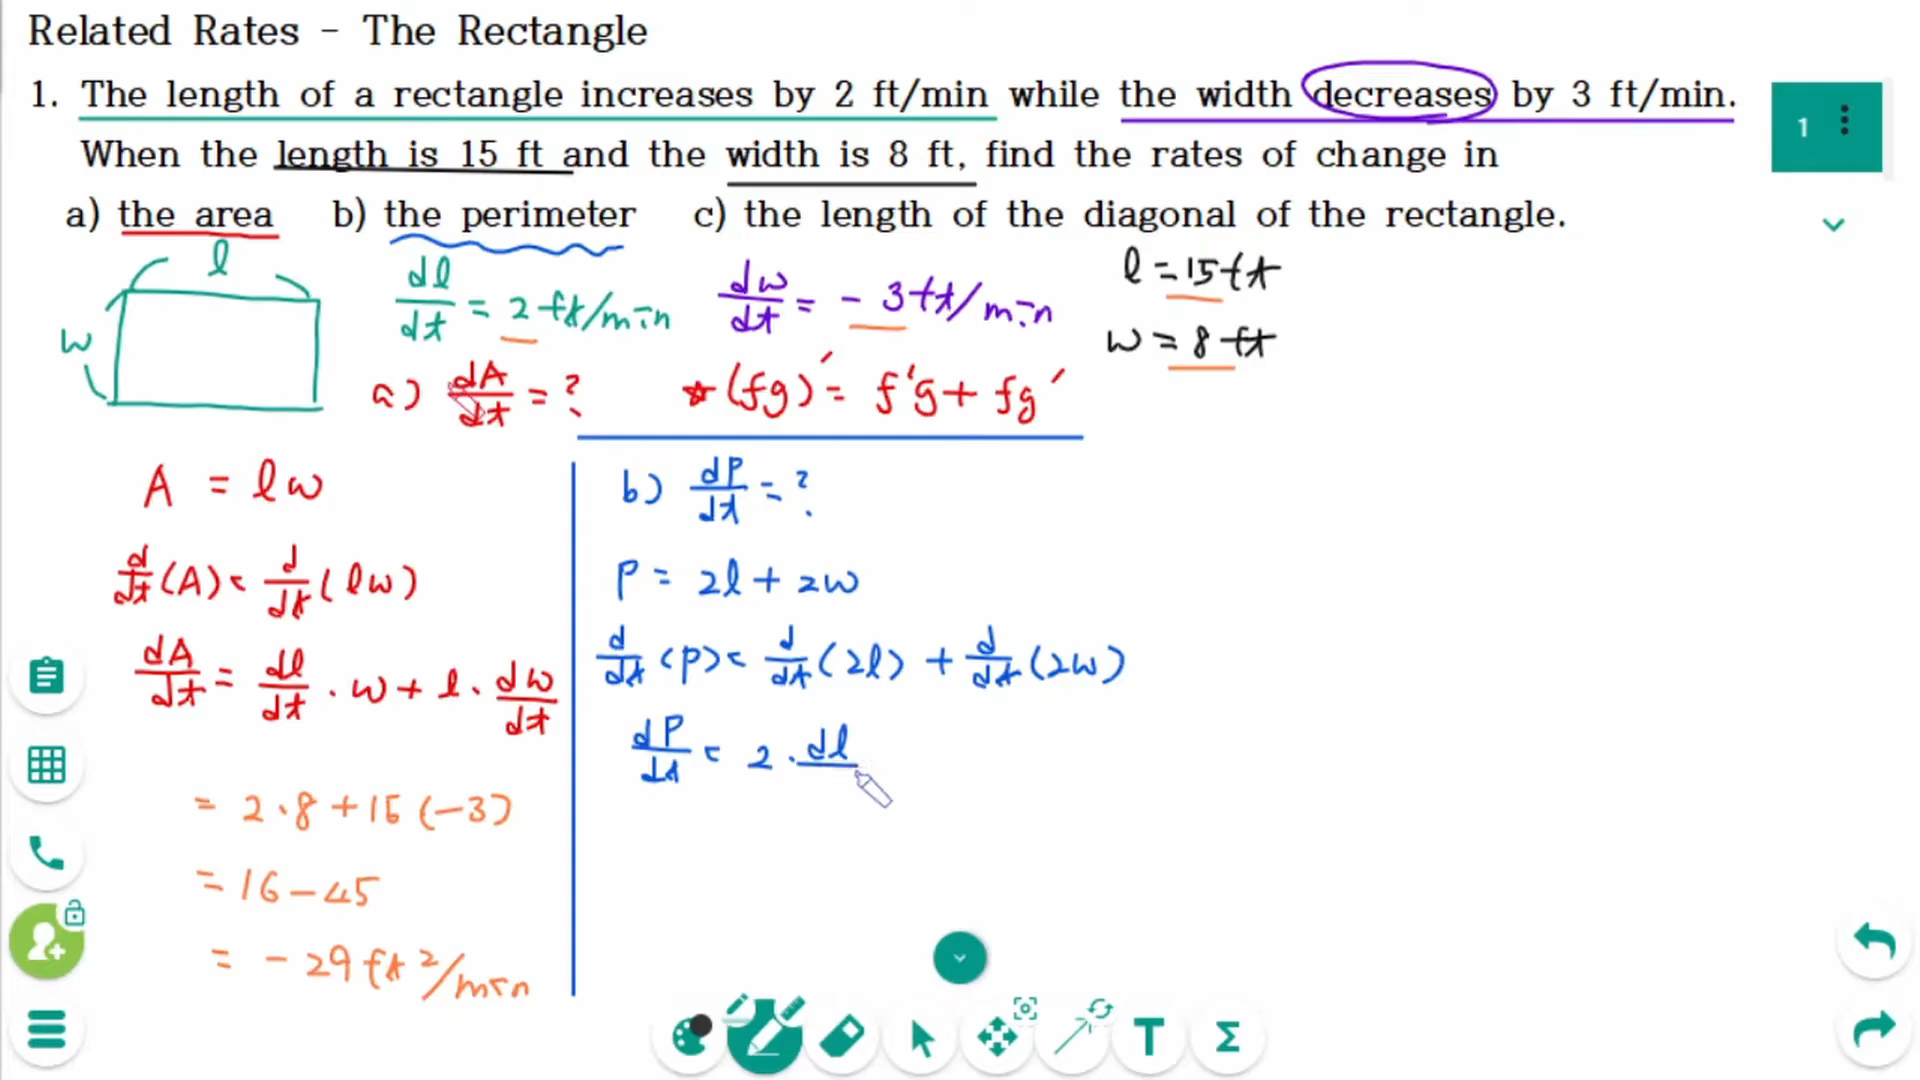 Related Rates - The Rectangle
1. The length of a rectangle increases by 2 ft/min while the width decreases by 3 ft/min.
When the length is 15 ft and the width is 8 ft, find the rates of change in
a) the area b) the perimeter c) the length of the diagonal of the rectangle.
l
w
dl/dt = 2 ft/min
dw/dt = - 3 ft/min
l = 15 ft
w = 8 ft
a) dA/dt = ?
* (fg)' = f'g + fg'
A = lw
d/dt (A) = d/dt (lw)
dA/dt = dl/dt · w + l · dw/dt
= 2·8 + 15 (-3)
= 16 - 45
= - 29 ft²/min
b) dP/dt = ?
P = 2l + 2w
d/dt (P) = d/dt (2l) + d/dt (2w)
dP/dt = 2 · dl
1
T
Σ